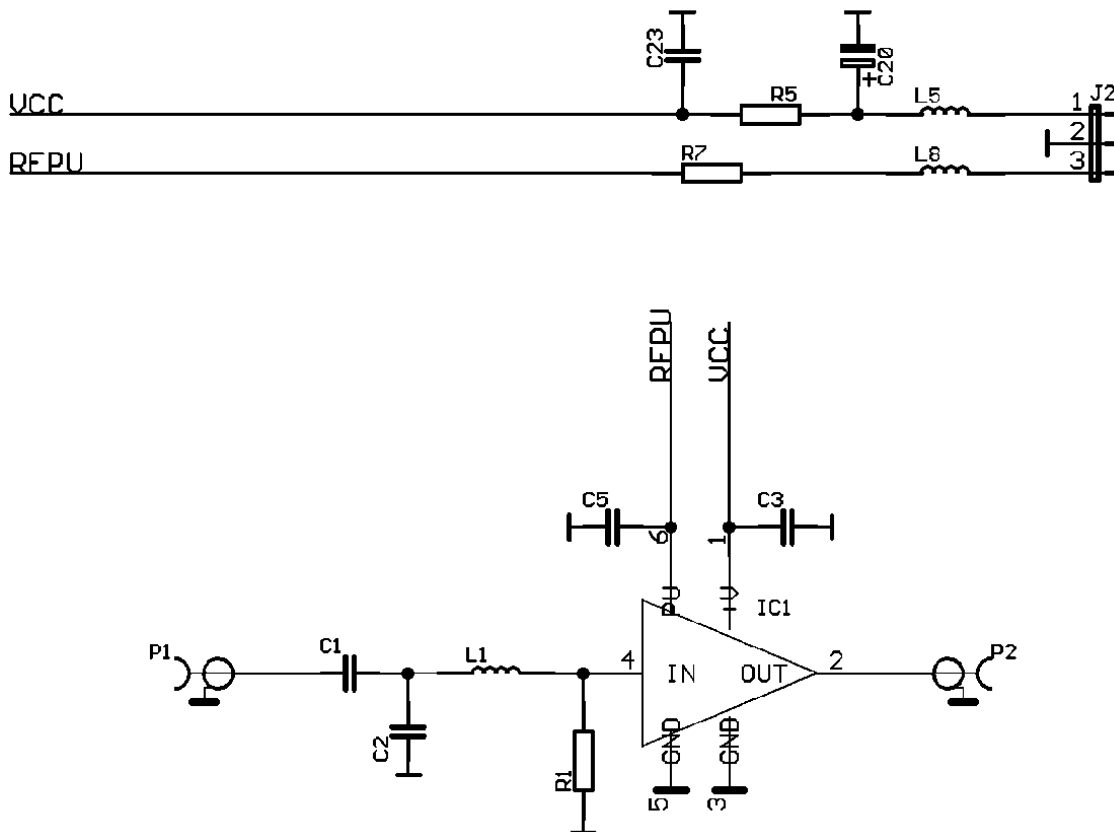 C23
C20
+
VCC
R5
L5
J2
1
2
3
RFPU
R7
L8
RFPU
VCC
C5
C3
6
1
PU
+V
IC1
P1
C1
L1
4
IN
OUT
2
P2
C2
R1
GND
GND
5
3